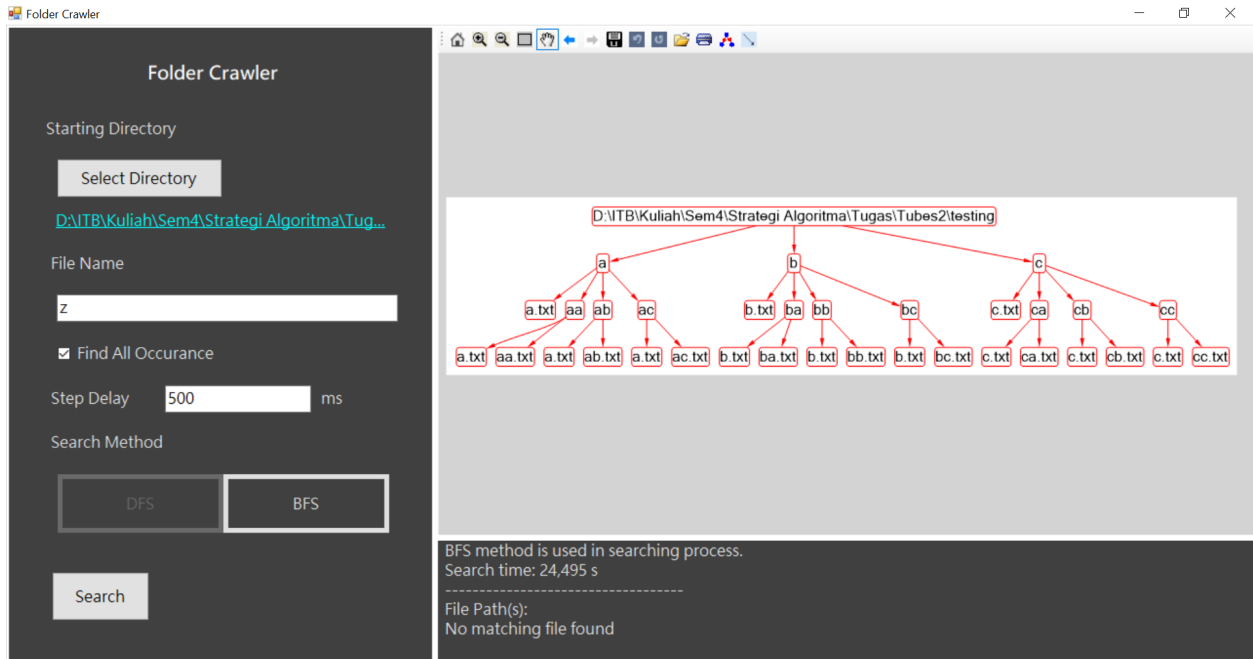 Folder Crawler
Folder Crawler
Starting Directory
Select Directory
D:\ITB\Kuliah\Sem4\Strategi Algoritma\Tug...
File Name
z
Find All Occurance
Step Delay 500 ms
Search Method
DFS BFS
Search
D:\ITB\Kuliah\Sem4\Strategi Algoritma\Tugas\Tubes2\testing
a b c
a.txt aa ab ac b.txt ba bb bc c.txt ca cb cc
a.txt aa.txt a.txt ab.txt a.txt ac.txt b.txt ba.txt b.txt bb.txt b.txt bc.txt c.txt ca.txt c.txt cb.txt c.txt cc.txt
BFS method is used in searching process.
Search time: 24,495 s
-----------------------------------
File Path(s):
No matching file found